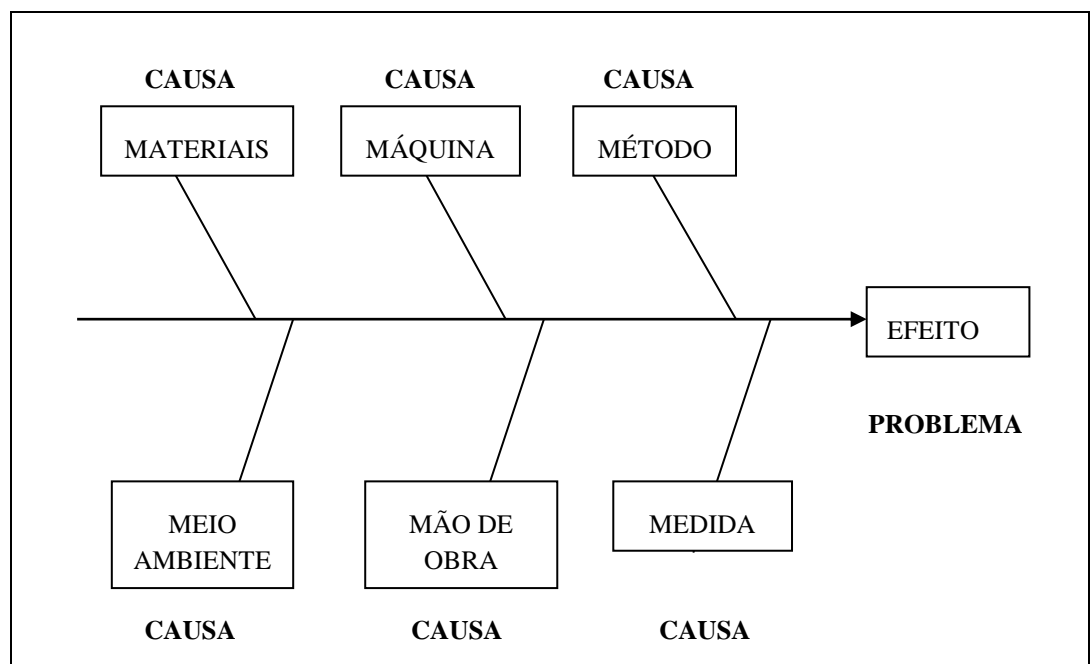 CAUSA
CAUSA
CAUSA
MATERIAIS
MÁQUINA
MÉTODO
EFEITO
PROBLEMA
MEIO
AMBIENTE
MÃO DE
OBRA
MEDIDA
CAUSA
CAUSA
CAUSA